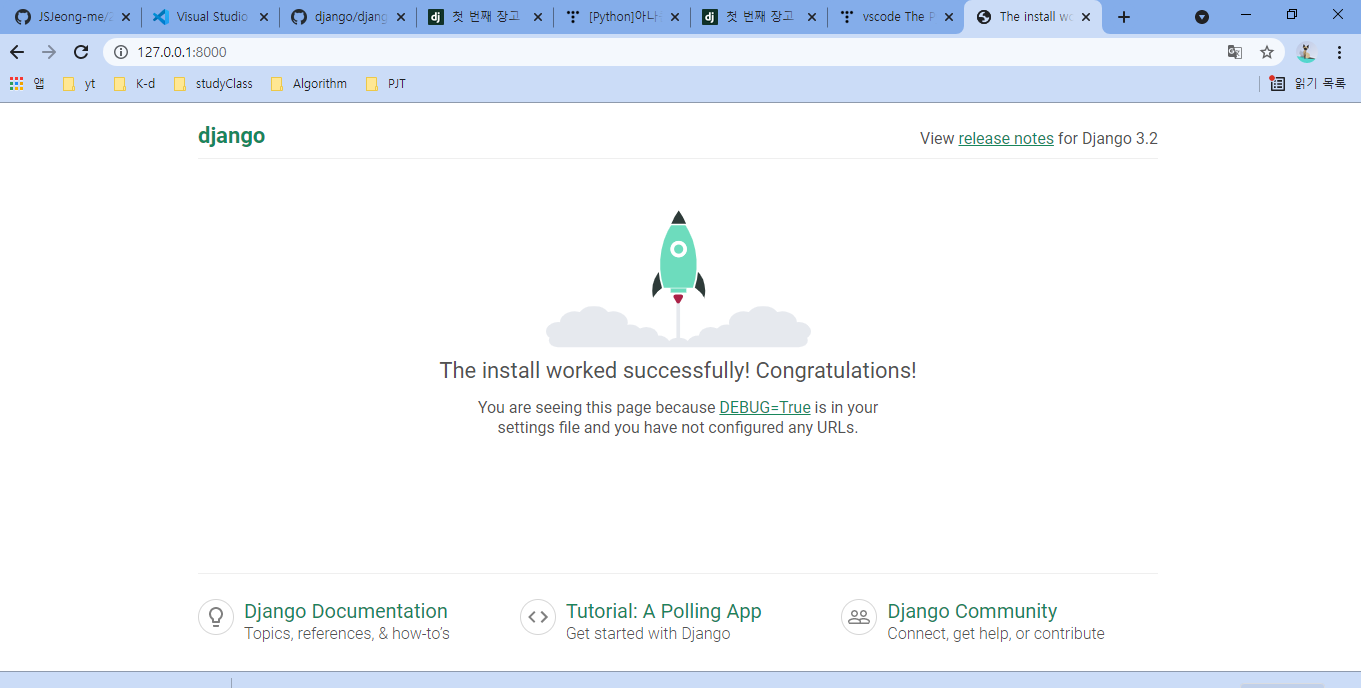 JSJeong-me/2
Visual Studio
django/djang
첫 번째 장고
[Python]아나
첫 번째 장고
vscode The P
The install wo
127.0.0.1:8000
앱
yt
K-d
studyClass
Algorithm
PJT
읽기 목록
django
View release notes for Django 3.2
The install worked successfully! Congratulations!
You are seeing this page because DEBUG=True is in your
settings file and you have not configured any URLs.
Django Documentation
Topics, references, & how-to's
Tutorial: A Polling App
Get started with Django
Django Community
Connect, get help, or contribute